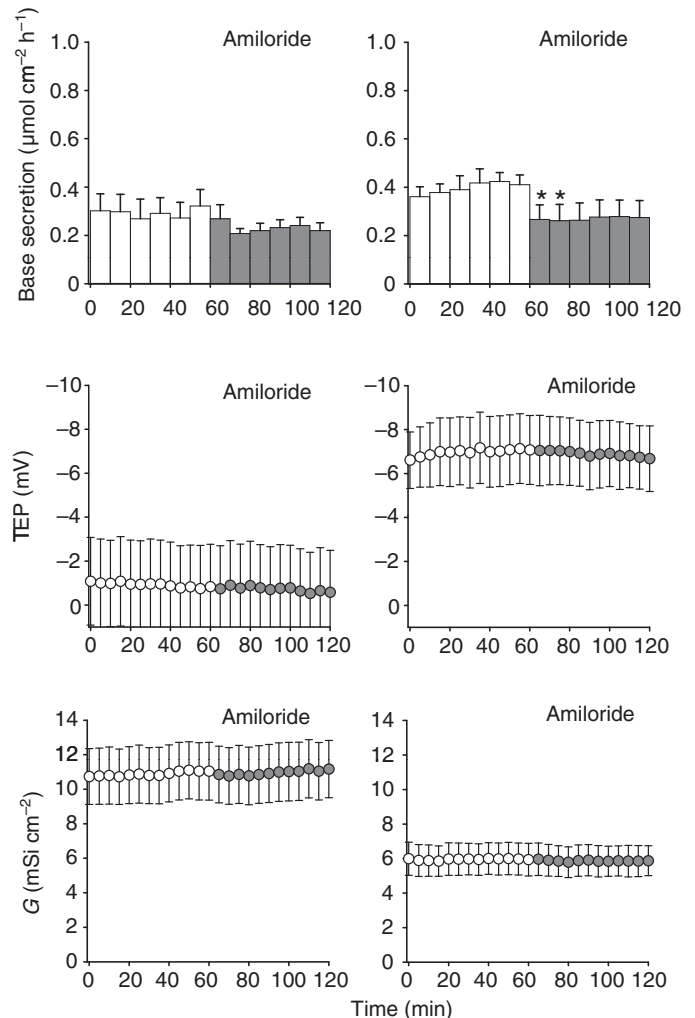 Amiloride Amiloride
Base secretion (µmol cm⁻² h⁻¹)
1.0 1.0
0.8 0.8
0.6 0.6
0.4 0.4
* *
0.2 0.2
0 0
0 20 40 60 80 100 120 0 20 40 60 80 100 120
Amiloride Amiloride
TEP (mV)
–10 –10
–8 –8
–6 –6
–4 –4
–2 –2
0 0
0 20 40 60 80 100 120 0 20 40 60 80 100 120
Amiloride Amiloride
G (mSi cm⁻²)
14 14
12 12
10 10
8 8
6 6
4 4
2 2
0 0
0 20 40 60 80 100 120 0 20 40 60 80 100 120
Time (min)